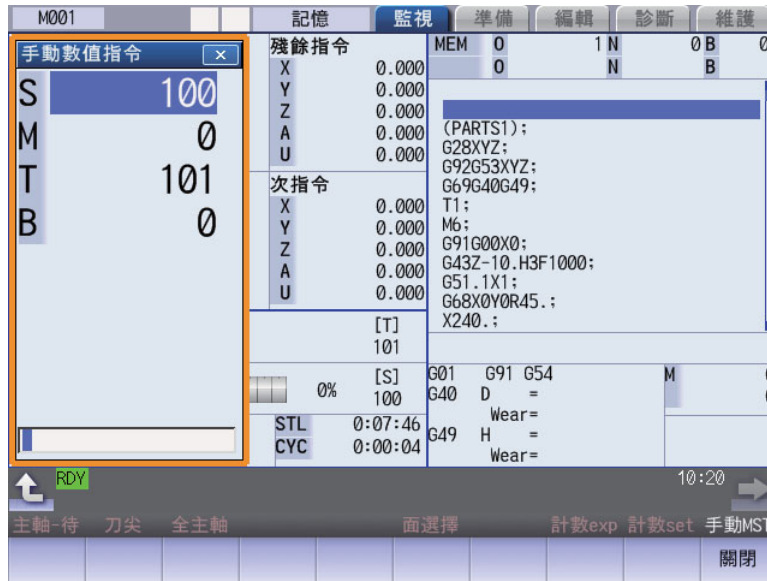 M001 記憶 監視 準備 編輯 診斷 維護
手動數值指令
S 100
M 0
T 101
B 0
殘餘指令
X 0.000
Y 0.000
Z 0.000
A 0.000
U 0.000
次指令
X 0.000
Y 0.000
Z 0.000
A 0.000
U 0.000
[T]
101
0% [S]
100
STL 0:07:46
CYC 0:00:04
MEM O 1 N 0 B 0
O N B
(PARTS1);
G28XYZ;
G92G53XYZ;
G69G40G49;
T1;
M6;
G91G00X0;
G43Z-10.H3F1000;
G51.1X1;
G68X0Y0R45.;
X240.;
G01 G91 G54 M
G40 D =
Wear=
G49 H =
Wear=
RDY 10:20
主軸-待 刀尖 全主軸 面選擇 計數exp 計數set 手動MST
關閉